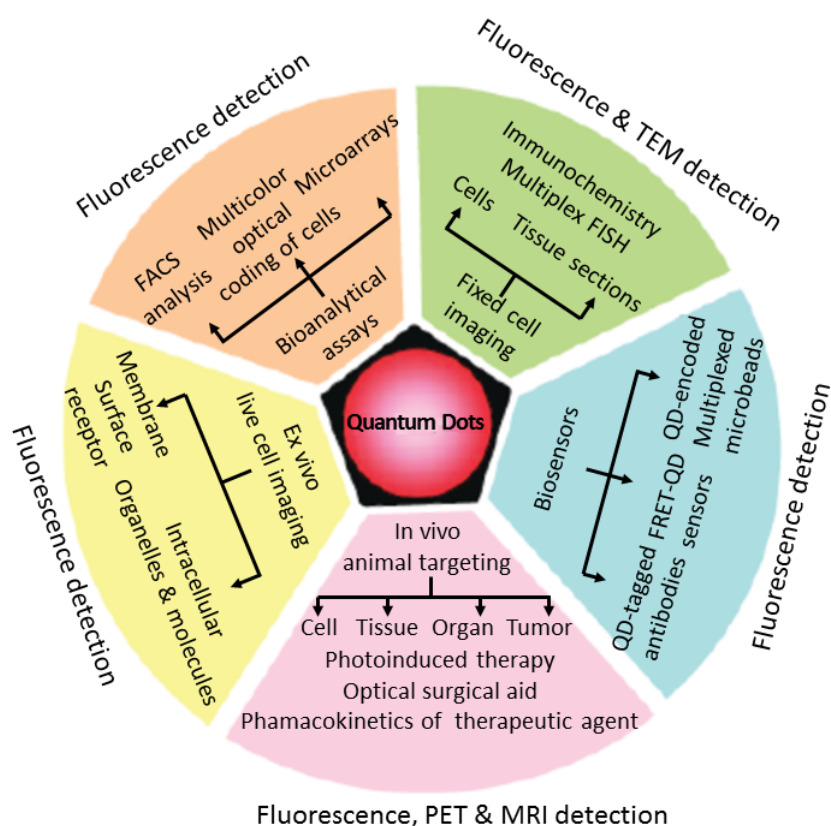 Fluorescence detection
Microarrays
Multicolor
optical
coding of cells
FACS
analysis
Bioanalytical
assays
Fluorescence & TEM detection
Immunochemistry
Multiplex FISH
Cells
Tissue sections
Fixed cell
imaging
Quantum Dots
Fluorescence detection
QD-encoded
Multiplexed
microbeads
Biosensors
FRET-QD
sensors
QD-tagged
antibodies
Fluorescence detection
Membrane
Surface
receptor
Ex vivo
live cell imaging
Intracellular
Organelles & molecules
In vivo
animal targeting
Cell Tissue Organ Tumor
Photoinduced therapy
Optical surgical aid
Phamacokinetics of therapeutic agent
Fluorescence, PET & MRI detection